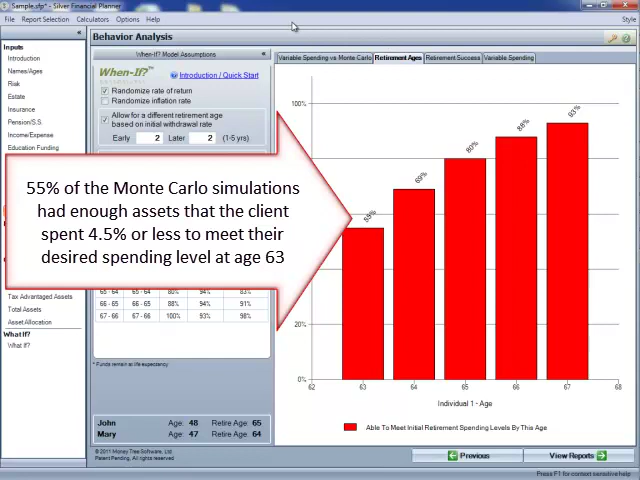 Sample.sfp* - Silver Financial Planner
File Report Selection Calculators Options Help Style
Inputs
Introduction
Names/Ages
Risk
Estate
Insurance
Pension/S.S.
Income/Expense
Education Funding
Tax Advantaged Assets
Total Assets
Asset Allocation
What If?
What If?
Behavior Analysis
When-If? Model Assumptions
When-If?™
Introduction / Quick Start
Randomize rate of return
Randomize inflation rate
Allow for a different retirement age
based on initial withdrawal rate
Early 2 Later 2 (1-5 yrs)
55% of the Monte Carlo simulations
had enough assets that the client
spent 4.5% or less to meet their
desired spending level at age 63
65 - 64 80% 94% 83%
66 - 65 88% 94% 91%
67 - 66 100% 93% 98%
* Funds remain at life expectancy.
John Age: 48 Retire Age: 65
Mary Age: 47 Retire Age: 64
© 2011 Money Tree Software, Ltd.
Patent Pending, All rights reserved
Variable Spending vs Monte Carlo Retirement Ages Retirement Success Variable Spending
100%
20%
0%
55% 69% 80% 88% 93%
62 63 64 65 66 67 68
Individual 1 - Age
Able To Meet Initial Retirement Spending Levels By This Age
Previous View Reports
Press F1 for context sensitive help